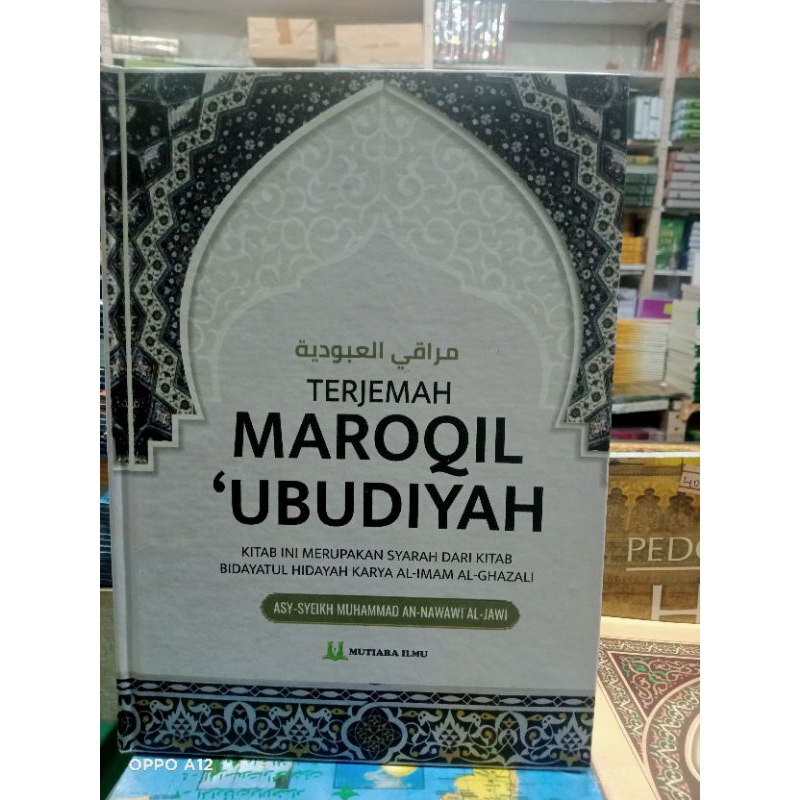 مراقي العبودية
TERJEMAH
MAROQIL
‘UBUDIYAH
KITAB INI MERUPAKAN SYARAH DARI KITAB
BIDAYATUL HIDAYAH KARYA AL-IMAM AL-GHAZALI
ASY-SYEIKH MUHAMMAD AN-NAWAWI AL-JAWI
MUTIARA ILMU
OPPO A12